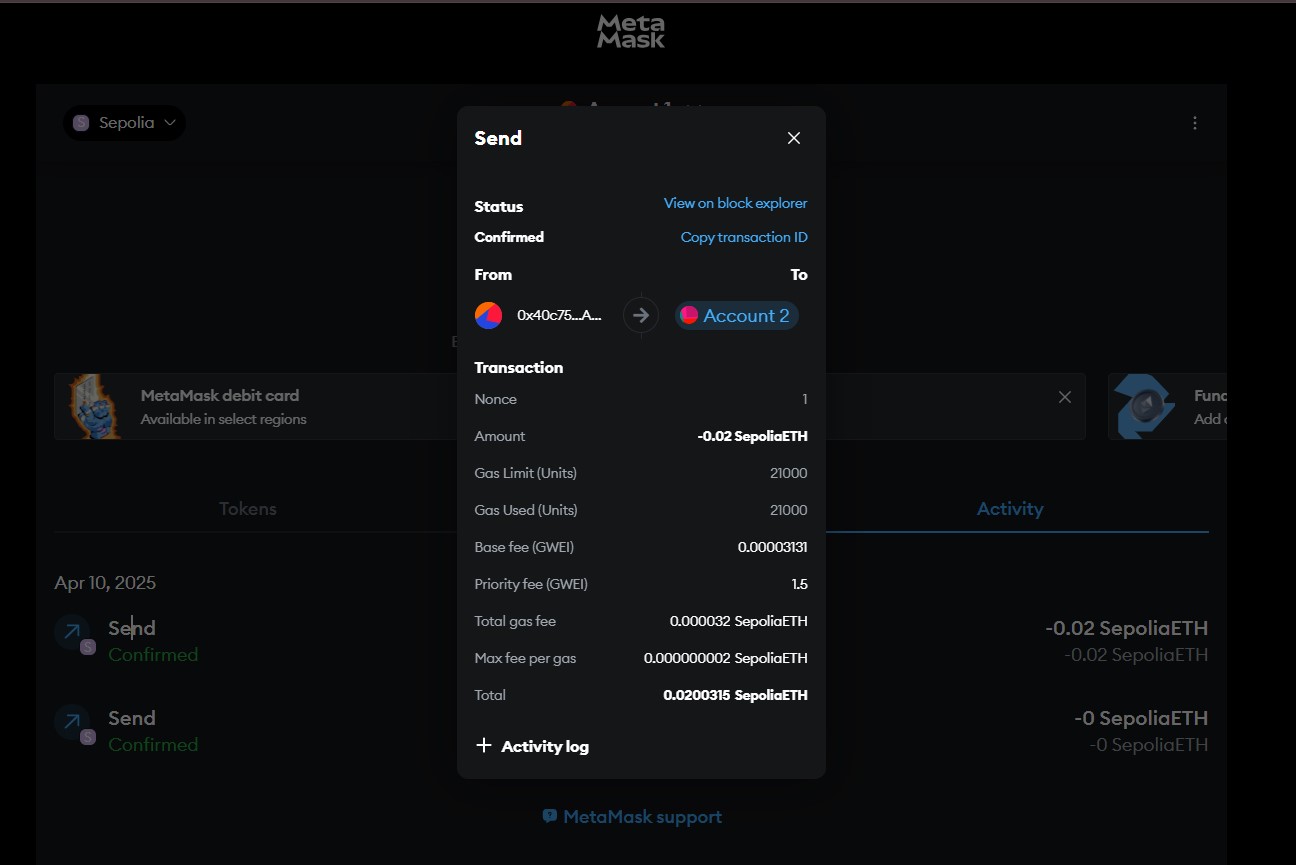 Meta
Mask
Sepolia
Send
Status
View on block explorer
Confirmed
Copy transaction ID
From
To
0x40c75...A...
Account 2
Transaction
Nonce
1
Amount
-0.02 SepoliaETH
Gas Limit (Units)
21000
Gas Used (Units)
21000
Base fee (GWEI)
0.00003131
Priority fee (GWEI)
1.5
Total gas fee
0.000032 SepoliaETH
Max fee per gas
0.000000002 SepoliaETH
Total
0.0200315 SepoliaETH
+ Activity log
MetaMask debit card
Available in select regions
Tokens
Activity
Apr 10, 2025
Send
Confirmed
-0.02 SepoliaETH
-0.02 SepoliaETH
Send
Confirmed
-0 SepoliaETH
-0 SepoliaETH
MetaMask support